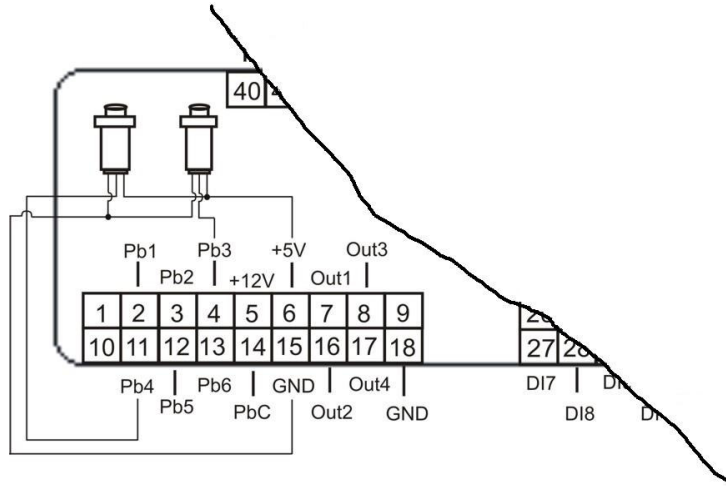 40
Pb1 Pb3 +5V Out3
Pb2 +12V Out1
1 2 3 4 5 6 7 8 9
10 11 12 13 14 15 16 17 18 27 28
Pb4 Pb6 GND Out4 DI7
Pb5 PbC Out2 GND DI8